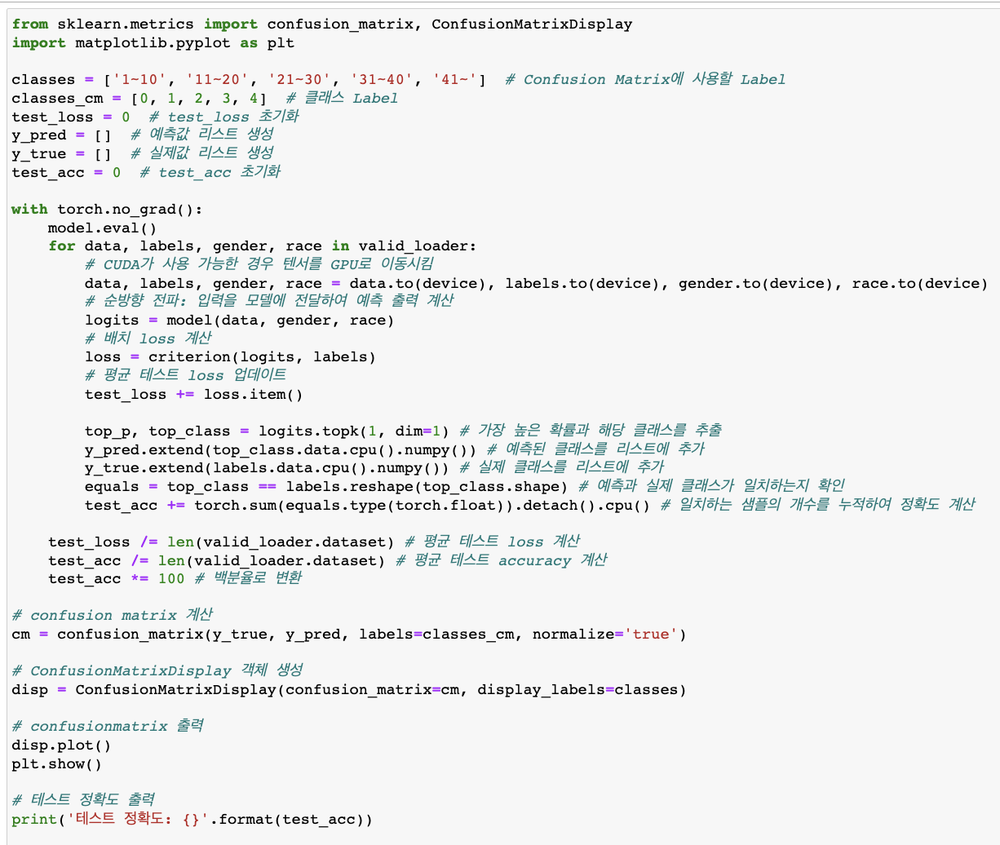 from sklearn.metrics import confusion_matrix, ConfusionMatrixDisplay
import matplotlib.pyplot as plt

classes = ['1~10', '11~20', '21~30', '31~40', '41~']  # Confusion Matrix에 사용할 Label
classes_cm = [0, 1, 2, 3, 4]  # 클래스 Label
test_loss = 0  # test_loss 초기화
y_pred = []  # 예측값 리스트 생성
y_true = []  # 실제값 리스트 생성
test_acc = 0  # test_acc 초기화

with torch.no_grad():
    model.eval()
    for data, labels, gender, race in valid_loader:
        # CUDA가 사용 가능한 경우 텐서를 GPU로 이동시킴
        data, labels, gender, race = data.to(device), labels.to(device), gender.to(device), race.to(device)
        # 순방향 전파: 입력을 모델에 전달하여 예측 출력 계산
        logits = model(data, gender, race)
        # 배치 loss 계산
        loss = criterion(logits, labels)
        # 평균 테스트 loss 업데이트
        test_loss += loss.item()

        top_p, top_class = logits.topk(1, dim=1) # 가장 높은 확률과 해당 클래스를 추출
        y_pred.extend(top_class.data.cpu().numpy()) # 예측된 클래스를 리스트에 추가
        y_true.extend(labels.data.cpu().numpy()) # 실제 클래스를 리스트에 추가
        equals = top_class == labels.reshape(top_class.shape) # 예측과 실제 클래스가 일치하는지 확인
        test_acc += torch.sum(equals.type(torch.float)).detach().cpu() # 일치하는 샘플의 개수를 누적하여 정확도 계산

    test_loss /= len(valid_loader.dataset) # 평균 테스트 loss 계산
    test_acc /= len(valid_loader.dataset) # 평균 테스트 accuracy 계산
    test_acc *= 100 # 백분율로 변환

# confusion matrix 계산
cm = confusion_matrix(y_true, y_pred, labels=classes_cm, normalize='true')

# ConfusionMatrixDisplay 객체 생성
disp = ConfusionMatrixDisplay(confusion_matrix=cm, display_labels=classes)

# confusionmatrix 출력
disp.plot()
plt.show()

# 테스트 정확도 출력
print('테스트 정확도: {}'.format(test_acc))